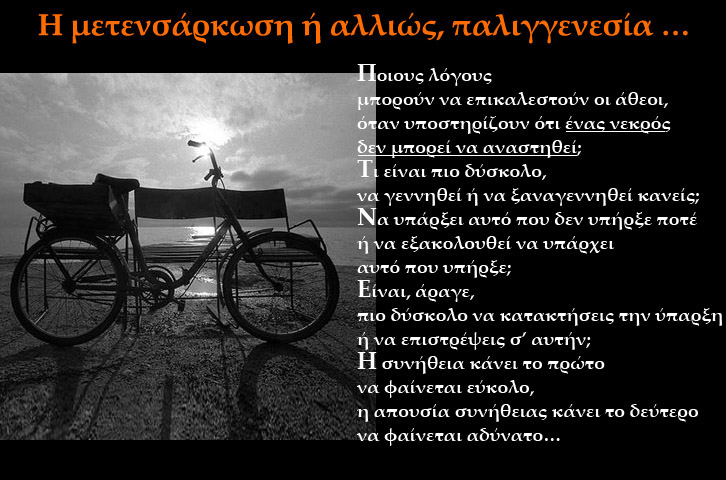 Η μετενσάρκωση ή αλλιώς, παλιγγενεσία ...
Ποιους λόγους
μπορούν να επικαλεστούν οι άθεοι,
όταν υποστηρίζουν ότι ένας νεκρός
δεν μπορεί να αναστηθεί;
Τι είναι πιο δύσκολο,
να γεννηθεί ή να ξαναγεννηθεί κανείς;
Να υπάρξει αυτό που δεν υπήρξε ποτέ
ή να εξακολουθεί να υπάρχει
αυτό που υπήρξε;
Είναι, άραγε,
πιο δύσκολο να κατακτήσεις την ύπαρξη
ή να επιστρέψεις σ' αυτήν;
Η συνήθεια κάνει το πρώτο
να φαίνεται εύκολο,
η απουσία συνήθειας κάνει το δεύτερο
να φαίνεται αδύνατο...